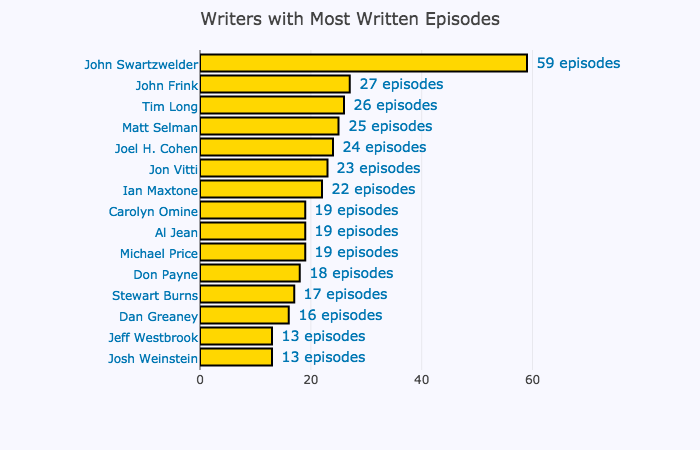 Writers with Most Written Episodes
John Swartzwelder 59 episodes
John Frink 27 episodes
Tim Long 26 episodes
Matt Selman 25 episodes
Joel H. Cohen 24 episodes
Jon Vitti 23 episodes
Ian Maxtone 22 episodes
Carolyn Omine 19 episodes
Al Jean 19 episodes
Michael Price 19 episodes
Don Payne 18 episodes
Stewart Burns 17 episodes
Dan Greaney 16 episodes
Jeff Westbrook 13 episodes
Josh Weinstein 13 episodes
0 20 40 60